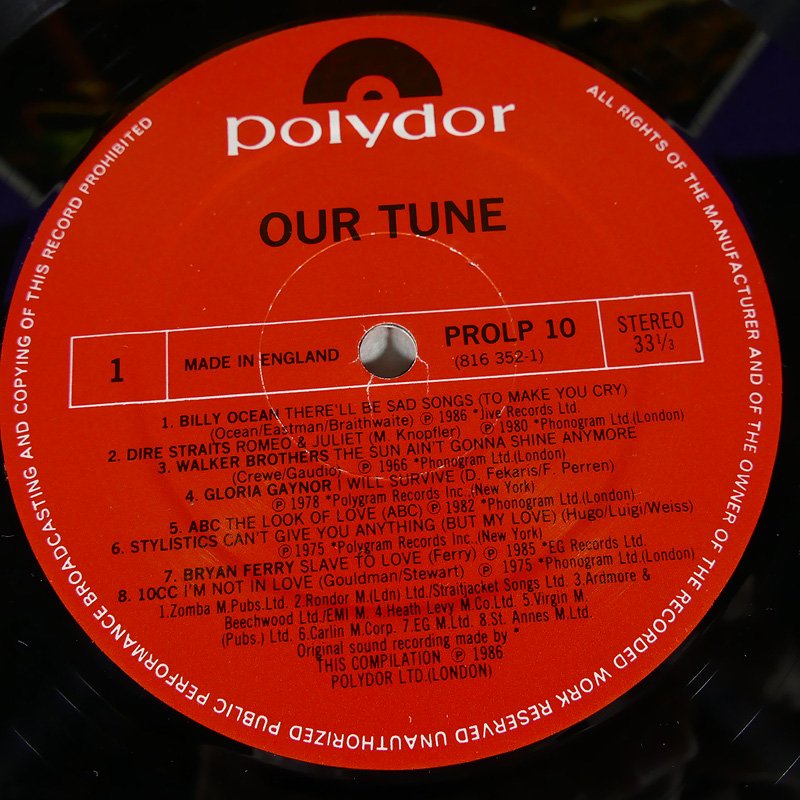 polydor
OUR TUNE
1
MADE IN ENGLAND
PROLP 10
(816 352-1)
STEREO
33⅓
1. BILLY OCEAN THERE'LL BE SAD SONGS (TO MAKE YOU CRY)
(Ocean/Eastman/Braithwaite) ℗ 1986 *Jive Records Ltd.
2. DIRE STRAITS ROMEO & JULIET (M. Knopfler) ℗ 1980 *Phonogram Ltd.(London)
3. WALKER BROTHERS THE SUN AIN'T GONNA SHINE ANYMORE
(Crewe/Gaudio) ℗ 1966 *Phonogram Ltd.(London)
4. GLORIA GAYNOR I WILL SURVIVE (D. Fekaris/F. Perren)
℗ 1978 *Polygram Records Inc.,(New York)
5. ABC THE LOOK OF LOVE (ABC) ℗ 1982 *Phonogram Ltd.(London)
6. STYLISTICS CAN'T GIVE YOU ANYTHING (BUT MY LOVE) (Hugo/Luigi/Weiss)
℗ 1975 *Polygram Records Inc.,(New York)
7. BRYAN FERRY SLAVE TO LOVE (Ferry) ℗ 1985 *EG Records Ltd.
8. 10CC I'M NOT IN LOVE (Gouldman/Stewart) ℗ 1975 *Phonogram Ltd.(London)
1.Zomba M.Pubs.Ltd. 2.Rondor M.(Ldn) Ltd./Straitjacket Songs Ltd. 3.Ardmore &
Beechwood Ltd./EMI M. 4.Heath Levy M.Co.Ltd. 5.Virgin M.
(Pubs.) Ltd. 6.Carlin M.Corp. 7.EG M.Ltd. 8.St. Annes M.Ltd.
Original sound recording made by *
THIS COMPILATION ℗ 1986
POLYDOR LTD.(LONDON)
ALL RIGHTS OF THE MANUFACTURER AND OF THE OWNER OF THE RECORDED WORK RESERVED UNAUTHORIZED PUBLIC PERFORMANCE BROADCASTING AND COPYING OF THIS RECORD PROHIBITED